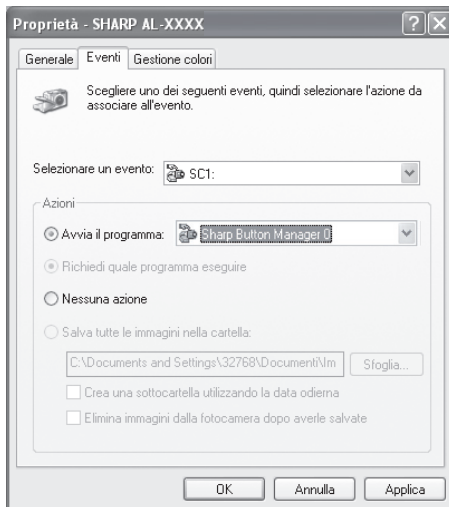 Proprietà - SHARP AL-XXXX
Generale Eventi Gestione colori
Scegliere uno dei seguenti eventi, quindi selezionare l'azione da
associare all'evento.
Selezionare un evento: SC1:
Azioni
Avvia il programma: Sharp Button Manager O
Richiedi quale programma eseguire
Nessuna azione
Salva tutte le immagini nella cartella:
C:\Documents and Settings\32768\Documenti\Im Sfoglia...
Crea una sottocartella utilizzando la data odierna
Elimina immagini dalla fotocamera dopo averle salvate
OK Annulla Applica